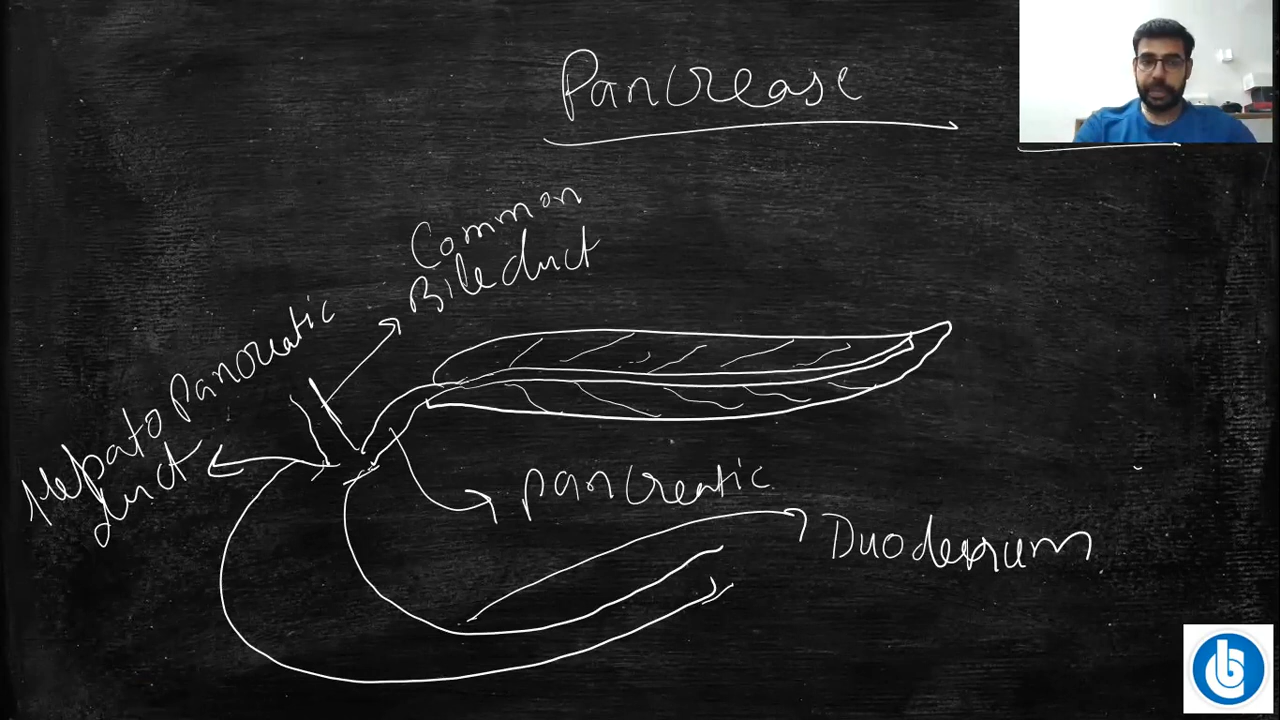 Pancrease
Common
Bile duct
Hepato Pancreatic
duct
Pancreatic
Duodenum